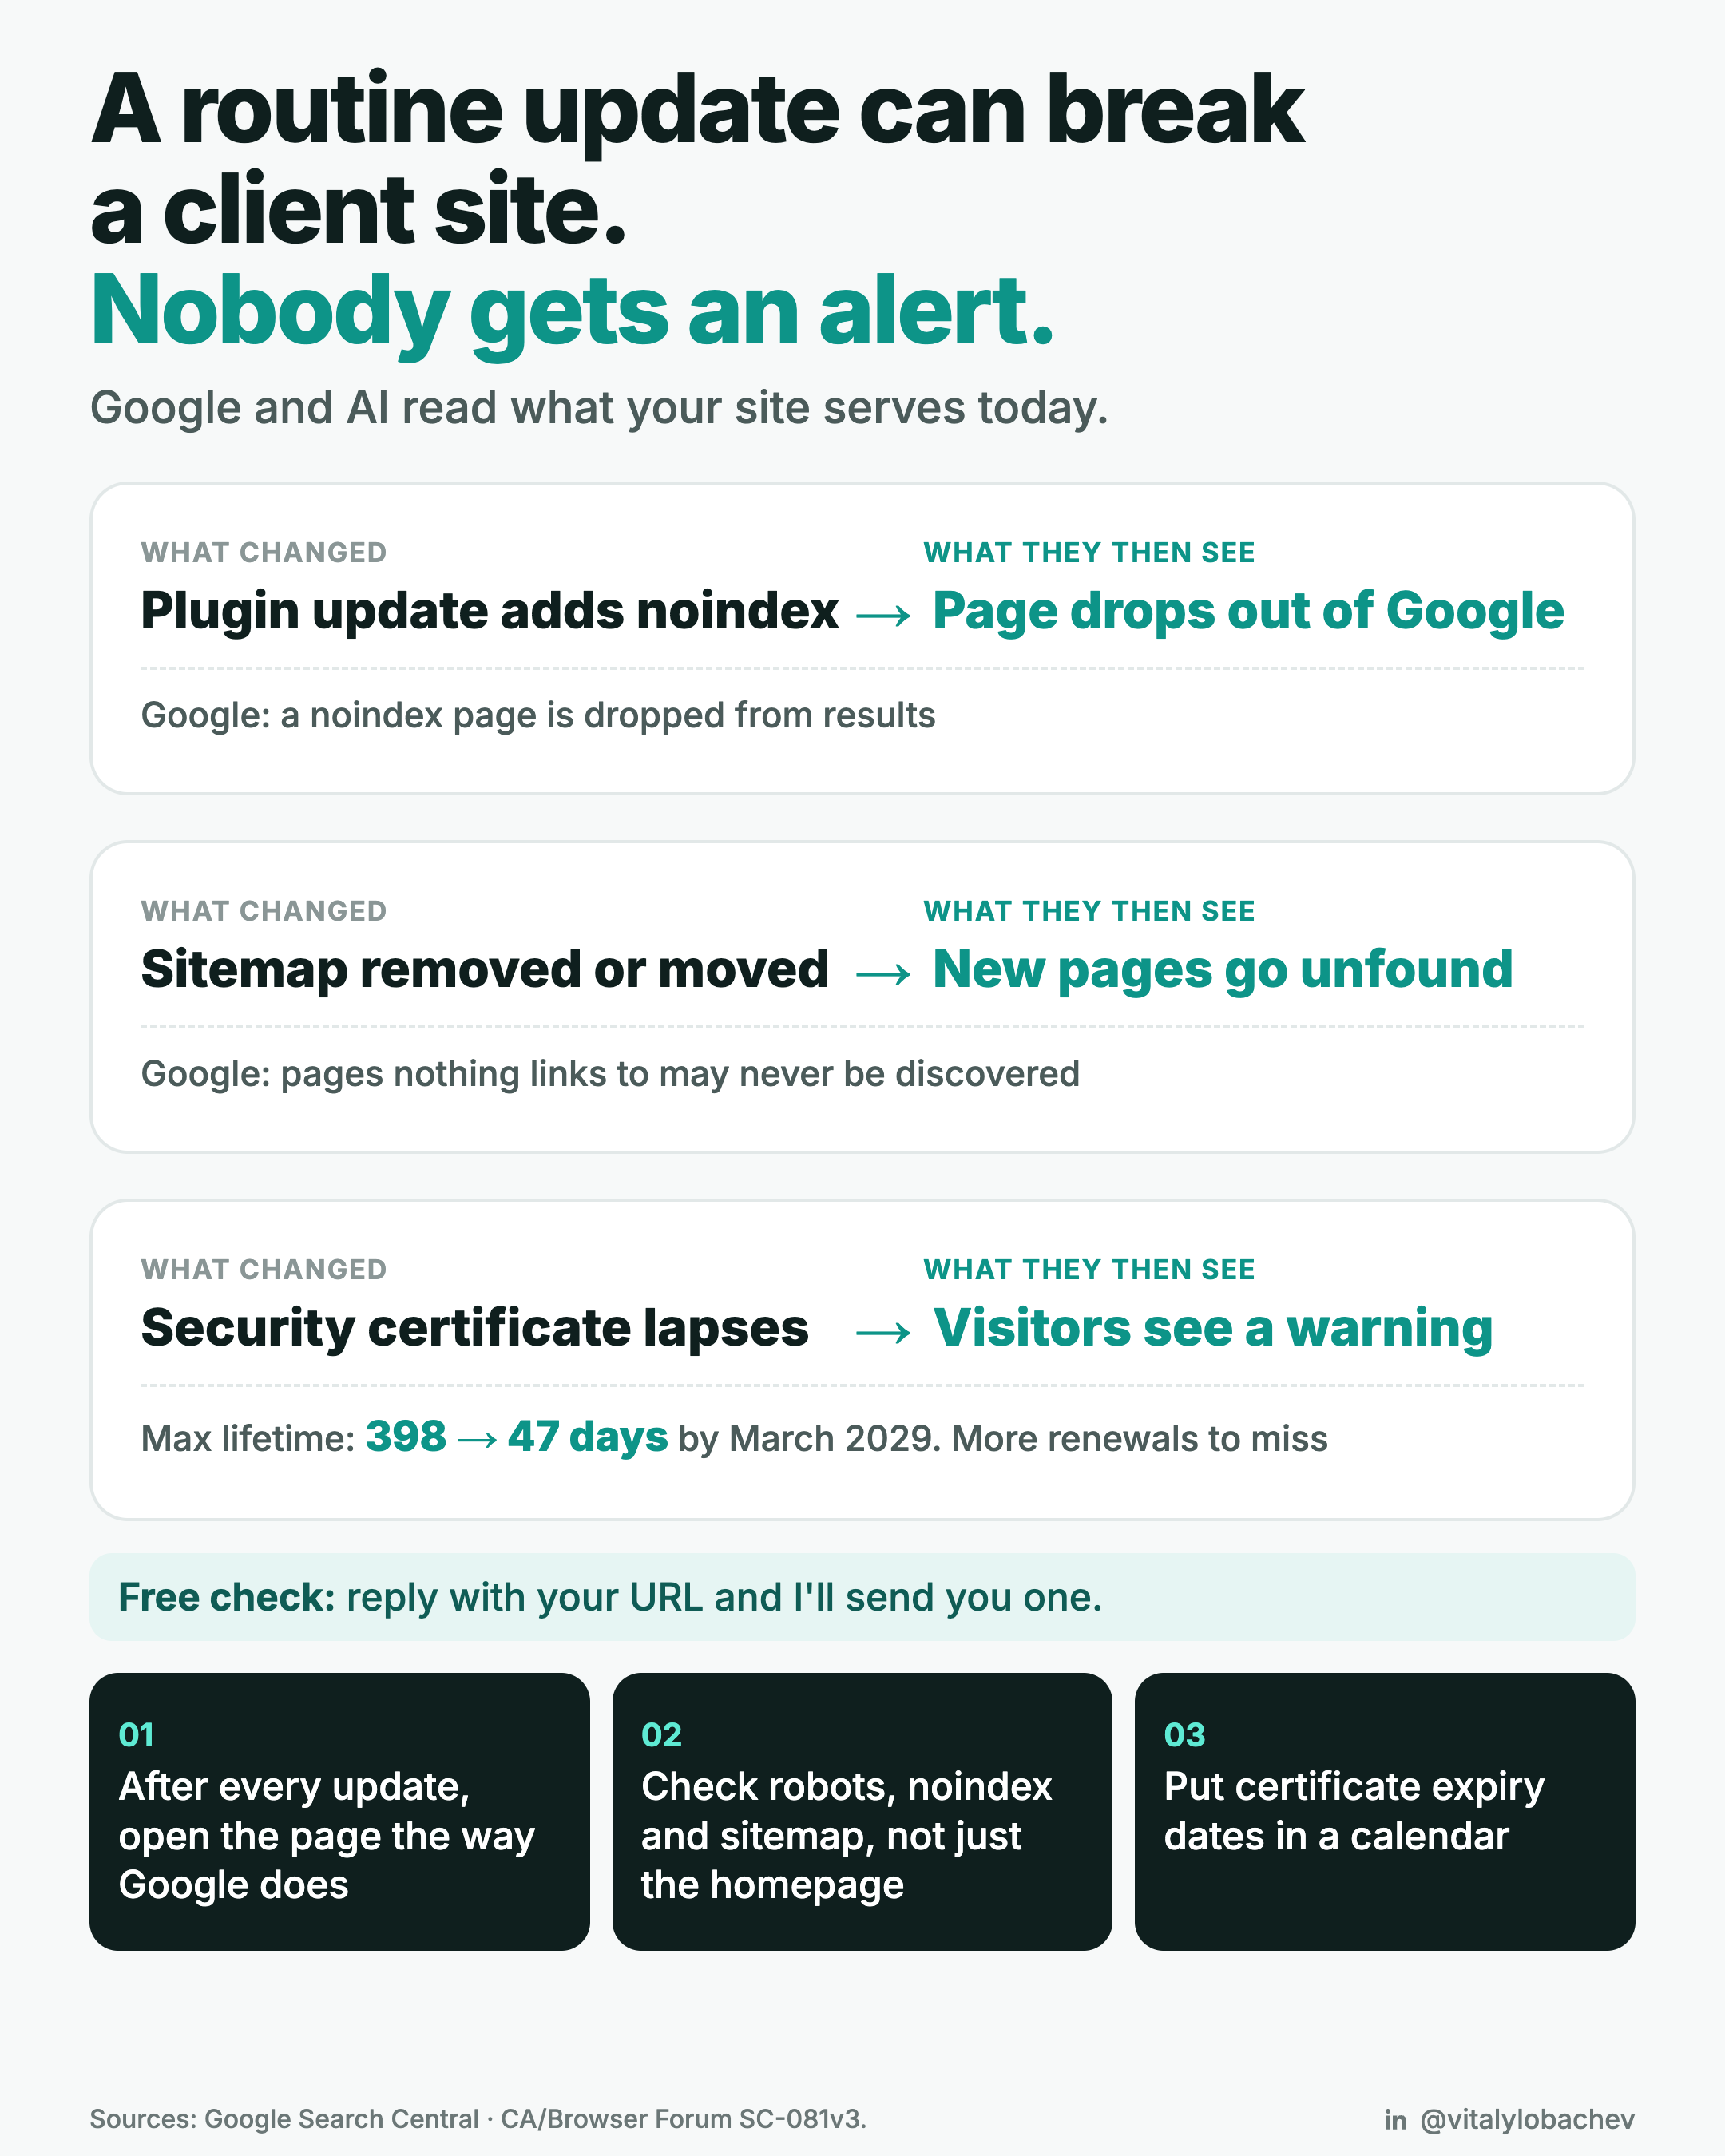 A routine update can break
a client site.
Nobody gets an alert.
Google and AI read what your site serves today.
WHAT CHANGED
WHAT THEY THEN SEE
Plugin update adds noindex → Page drops out of Google
Google: a noindex page is dropped from results
WHAT CHANGED
WHAT THEY THEN SEE
Sitemap removed or moved → New pages go unfound
Google: pages nothing links to may never be discovered
WHAT CHANGED
WHAT THEY THEN SEE
Security certificate lapses → Visitors see a warning
Max lifetime: 398 → 47 days by March 2029. More renewals to miss
Free check: reply with your URL and I'll send you one.
01
After every update,
open the page the way
Google does
02
Check robots, noindex
and sitemap, not just
the homepage
03
Put certificate expiry
dates in a calendar
Sources: Google Search Central · CA/Browser Forum SC-081v3.
in @vitalylobachev